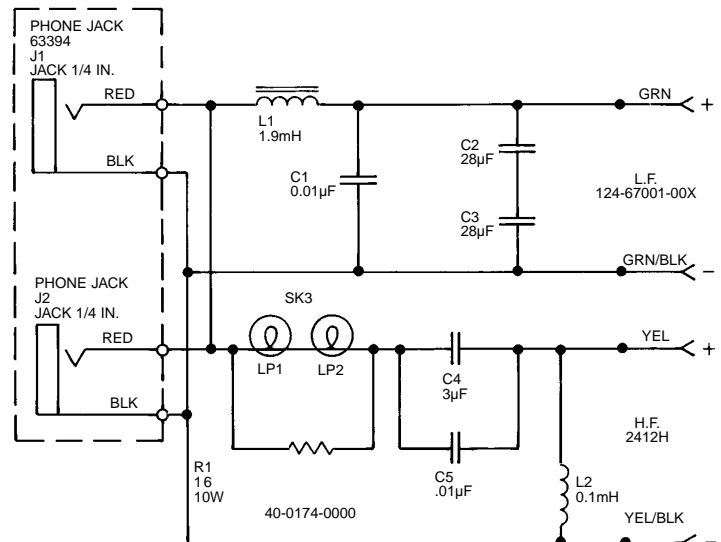 PHONE JACK
63394
J1
JACK 1/4 IN.
RED
BLK
L1
1.9mH
C1
0.01µF
C2
28µF
C3
28µF
GRN
+
L.F.
124-67001-00X
GRN/BLK
−
PHONE JACK
J2
JACK 1/4 IN.
RED
BLK
SK3
LP1
LP2
R1
16
10W
40-0174-0000
C4
3µF
C5
.01µF
YEL
+
H.F.
2412H
L2
0.1mH
YEL/BLK
−